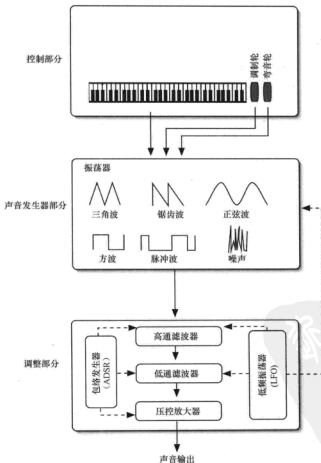 控制部分
调制轮
弯音轮
振荡器
声音发生器部分
三角波
锯齿波
正弦波
方波
脉冲波
噪声
调整部分
包络发生器
(ADSR)
高通滤波器
低通滤波器
压控放大器
低频振荡器
(LFO)
声音输出